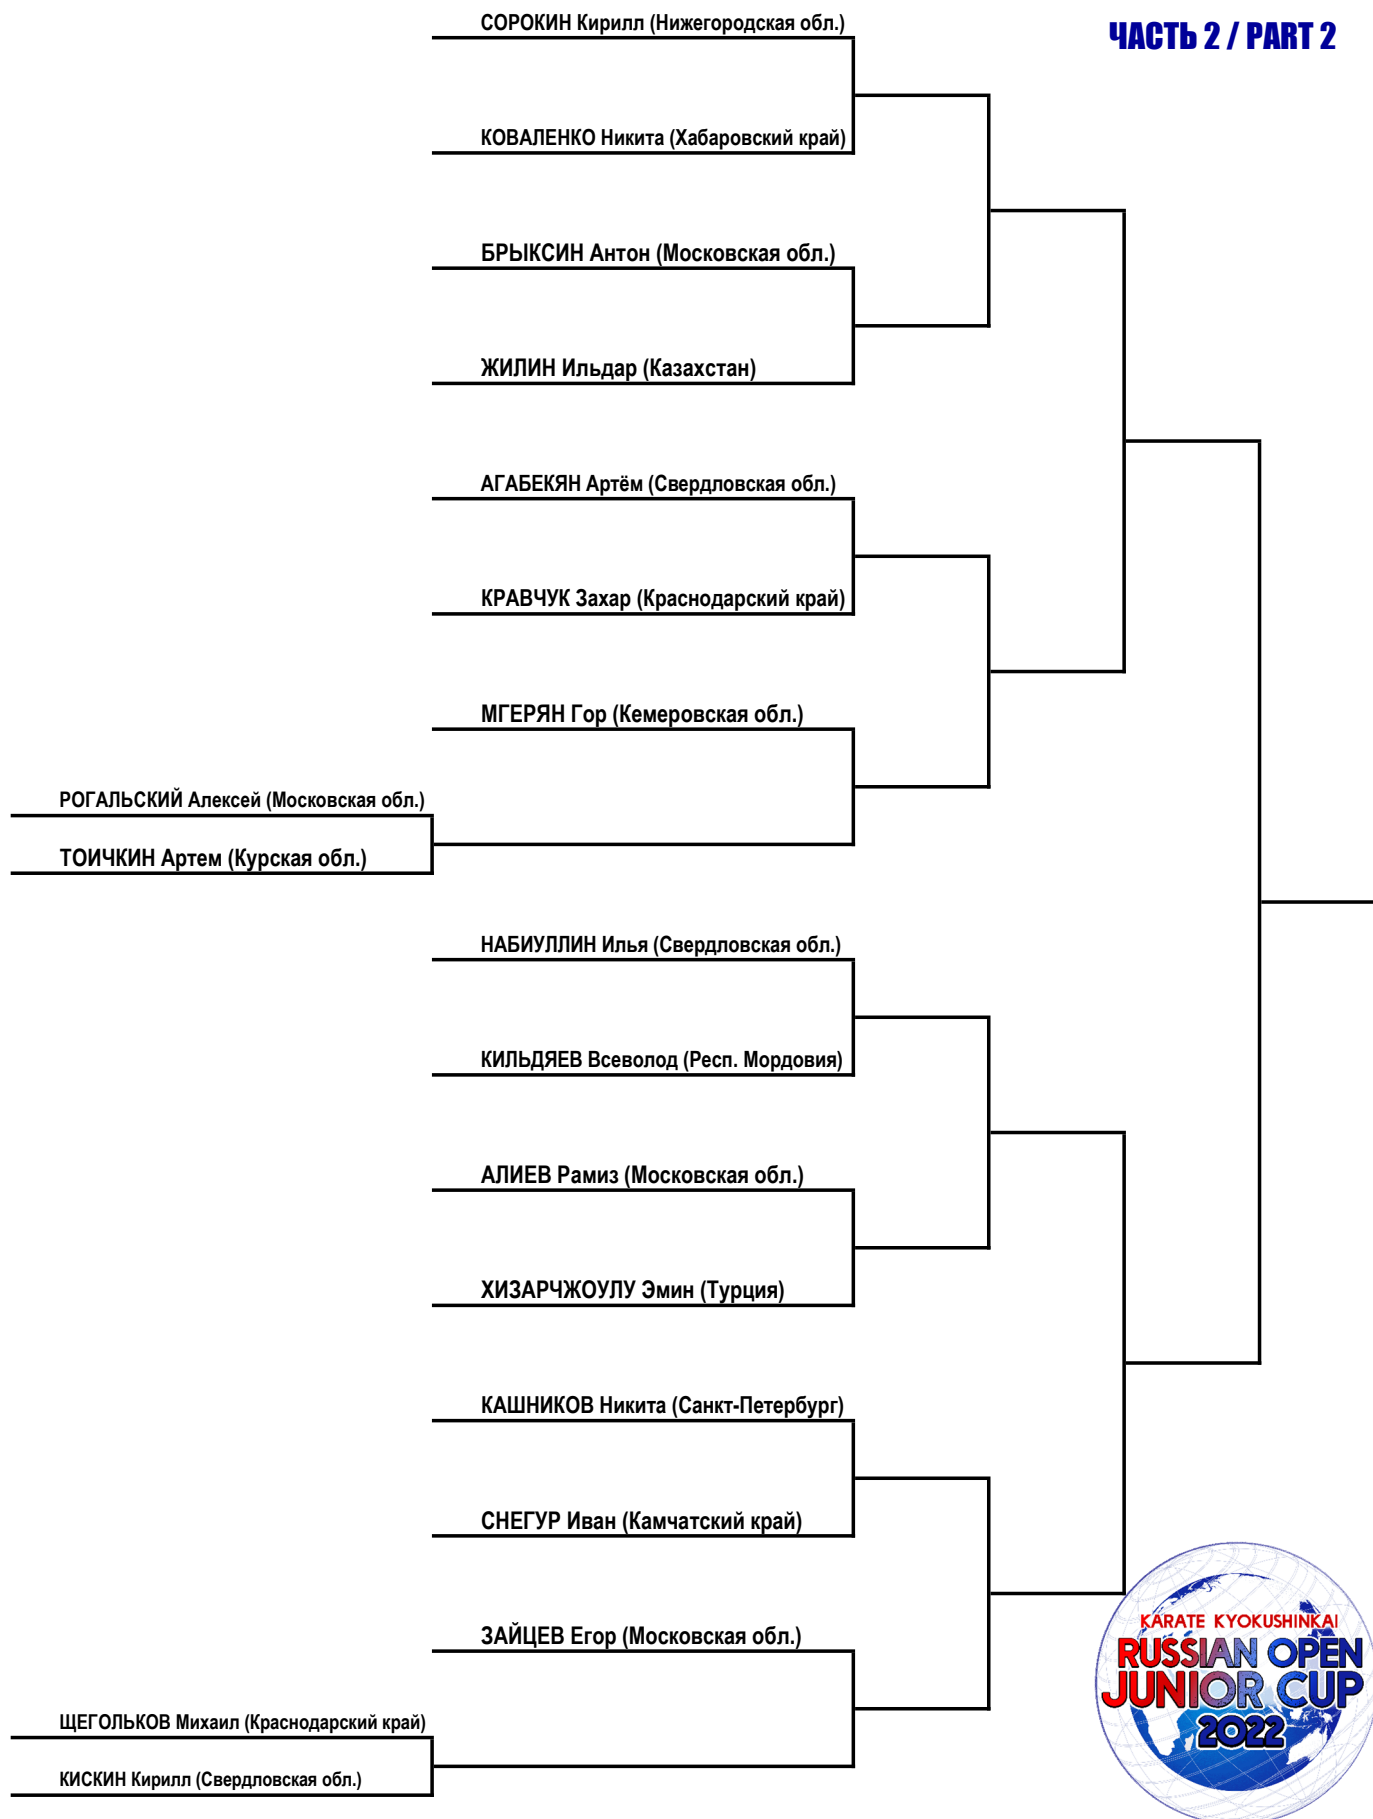 СОРОКИН Кирилл (Нижегородская обл.)
ЧАСТЬ 2 / PART 2
КОВАЛЕНКО Никита (Хабаровский край)
БРЫКСИН Антон (Московская обл.)
ЖИЛИН Ильдар (Казахстан)
АГАБЕКЯН Артём (Свердловская обл.)
КРАВЧУК Захар (Краснодарский край)
МГЕРЯН Гор (Кемеровская обл.)
РОГАЛЬСКИЙ Алексей (Московская обл.)
ТОИЧКИН Артем (Курская обл.)
НАБИУЛЛИН Илья (Свердловская обл.)
КИЛЬДЯЕВ Всеволод (Респ. Мордовия)
АЛИЕВ Рамиз (Московская обл.)
ХИЗАРЧЖОУЛУ Эмин (Турция)
КАШНИКОВ Никита (Санкт-Петербург)
СНЕГУР Иван (Камчатский край)
ЗАЙЦЕВ Егор (Московская обл.)
ЩЕГОЛЬКОВ Михаил (Краснодарский край)
КИСКИН Кирилл (Свердловская обл.)
KARATE KYOKUSHINKAI
RUSSIAN OPEN
JUNIOR CUP
2022